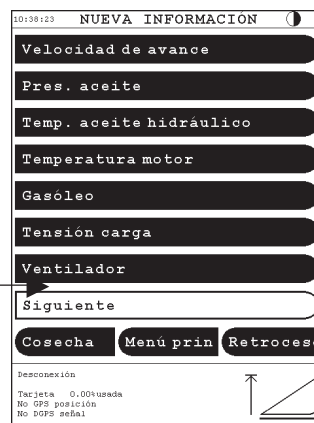 10:38:23 NUEVA INFORMACIÓN
Velocidad de avance
Pres. aceite
Temp. aceite hidráulico
Temperatura motor
Gasóleo
Tensión carga
Ventilador
Siguiente
Cosecha Menú prin Retroces
Desconexión
Tarjeta 0.00%usada
No GPS posición
No DGPS señal